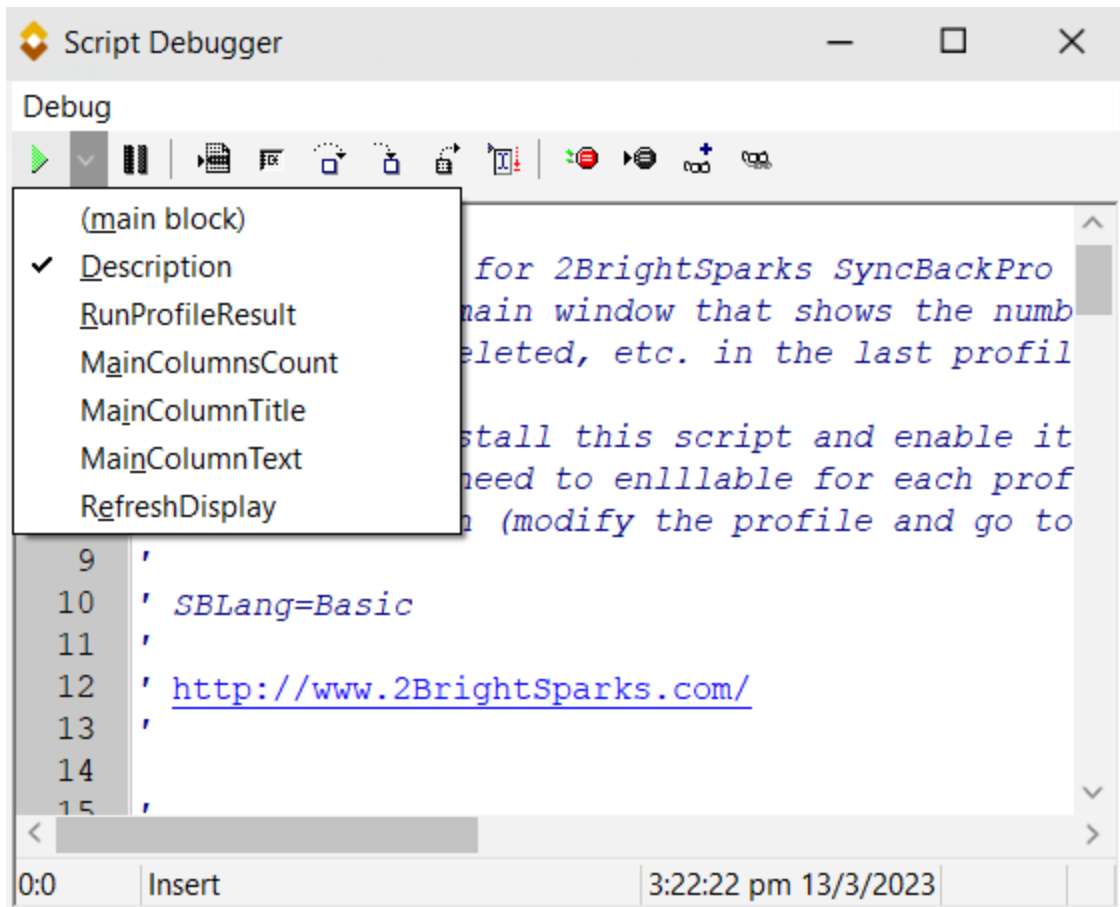 Script Debugger
Debug
(main block)
Description
RunProfileResult
MainColumnsCount
MainColumnTitle
MainColumnText
RefreshDisplay
for 2BrightSparks SyncBackPro
main window that shows the numb
eleted, etc. in the last profil
stall this script and enable it
need to enlllable for each prof
n (modify the profile and go to
9 '
10 ' SBLang=Basic
11 '
12 ' http://www.2BrightSparks.com/
13 '
14
15 '
0:0 Insert 3:22:22 pm 13/3/2023